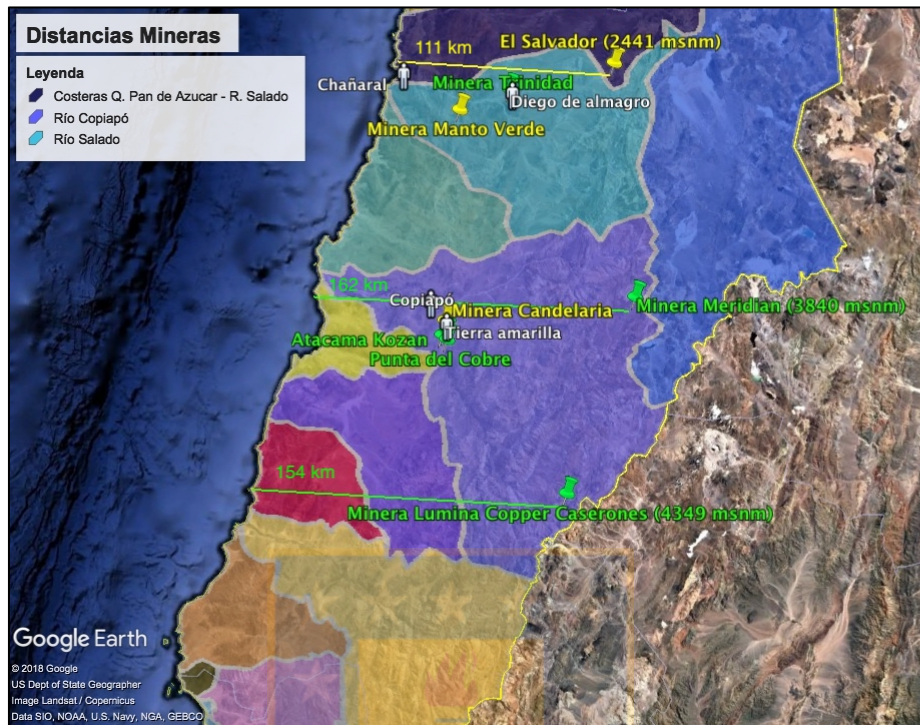 Distancias Mineras
Leyenda
Costeras Q. Pan de Azucar - R. Salado
Río Copiapó
Río Salado
111 km
El Salvador (2441 msnm)
Chañaral
Minera Trinidad
Diego de almagro
Minera Manto Verde
162 km
Copiapó
Minera Candelaria
Minera Meridian (3840 msnm)
Tierra amarilla
Atacama Kozan
Punta del Cobre
154 km
Minera Lumina Copper Caserones (4349 msnm)
Google Earth
© 2018 Google
US Dept of State Geographer
Image Landsat / Copernicus
Data SIO, NOAA, U.S. Navy, NGA, GEBCO